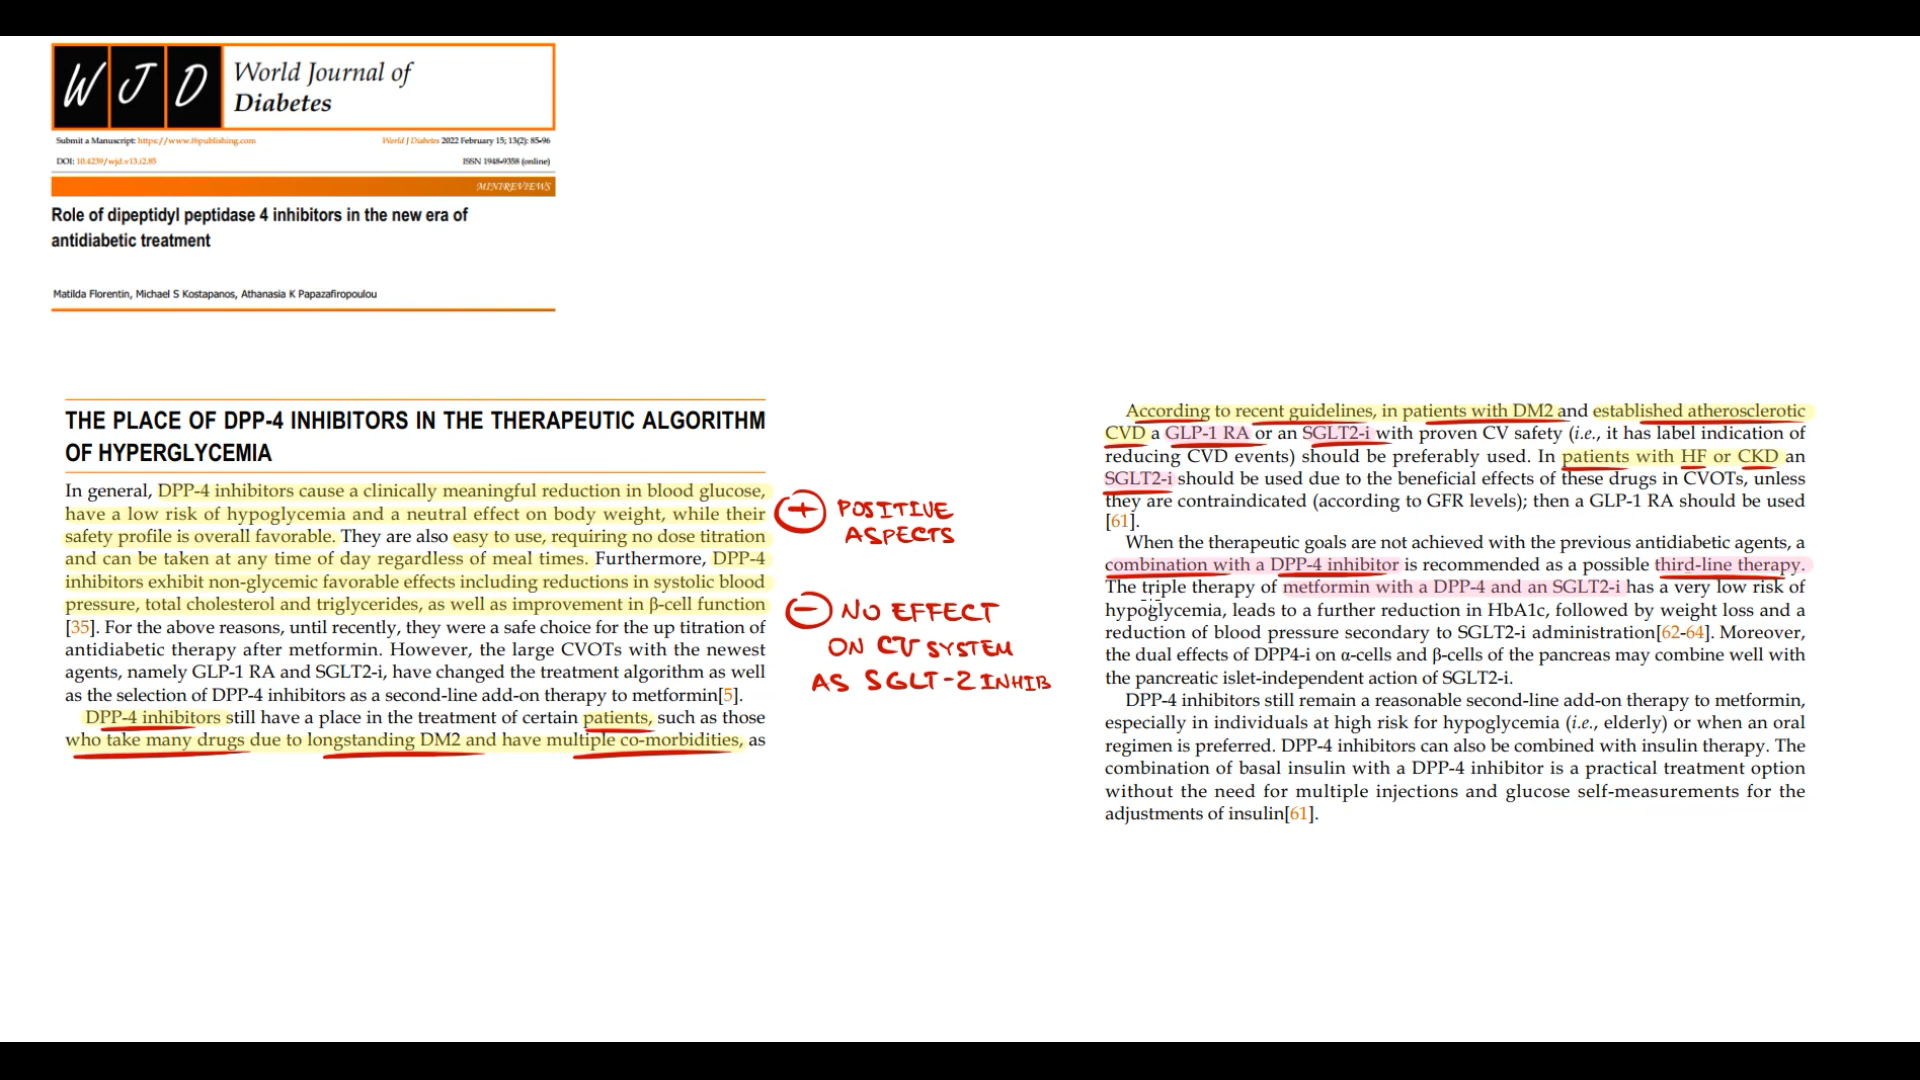 W J D
World Journal of
Diabetes
Submit a Manuscript: https://www.f6publishing.com
World J Diabetes 2022 February 15; 13(2): 85-96
DOI: 10.4239/wjd.v13.i2.85
ISSN 1948-9358 (online)
MINIREVIEWS
Role of dipeptidyl peptidase 4 inhibitors in the new era of
antidiabetic treatment
Matilda Florentin, Michael S Kostapanos, Athanasia K Papazafiropoulou
THE PLACE OF DPP-4 INHIBITORS IN THE THERAPEUTIC ALGORITHM
OF HYPERGLYCEMIA
In general, DPP-4 inhibitors cause a clinically meaningful reduction in blood glucose,
have a low risk of hypoglycemia and a neutral effect on body weight, while their
safety profile is overall favorable. They are also easy to use, requiring no dose titration
and can be taken at any time of day regardless of meal times. Furthermore, DPP-4
inhibitors exhibit non-glycemic favorable effects including reductions in systolic blood
pressure, total cholesterol and triglycerides, as well as improvement in β-cell function
[35]. For the above reasons, until recently, they were a safe choice for the up titration of
antidiabetic therapy after metformin. However, the large CVOTs with the newest
agents, namely GLP-1 RA and SGLT2-i, have changed the treatment algorithm as well
as the selection of DPP-4 inhibitors as a second-line add-on therapy to metformin[5].
DPP-4 inhibitors still have a place in the treatment of certain patients, such as those
who take many drugs due to longstanding DM2 and have multiple co-morbidities, as
+ POSITIVE
ASPECTS
- NO EFFECT
ON CV SYSTEM
AS SGLT-2 INHIB
According to recent guidelines, in patients with DM2 and established atherosclerotic
CVD a GLP-1 RA or an SGLT2-i with proven CV safety (i.e., it has label indication of
reducing CVD events) should be preferably used. In patients with HF or CKD an
SGLT2-i should be used due to the beneficial effects of these drugs in CVOTs, unless
they are contraindicated (according to GFR levels); then a GLP-1 RA should be used
[61].
When the therapeutic goals are not achieved with the previous antidiabetic agents, a
combination with a DPP-4 inhibitor is recommended as a possible third-line therapy.
The triple therapy of metformin with a DPP-4 and an SGLT2-i has a very low risk of
hypoglycemia, leads to a further reduction in HbA1c, followed by weight loss and a
reduction of blood pressure secondary to SGLT2-i administration[62-64]. Moreover,
the dual effects of DPP4-i on α-cells and β-cells of the pancreas may combine well with
the pancreatic islet-independent action of SGLT2-i.
DPP-4 inhibitors still remain a reasonable second-line add-on therapy to metformin,
especially in individuals at high risk for hypoglycemia (i.e., elderly) or when an oral
regimen is preferred. DPP-4 inhibitors can also be combined with insulin therapy. The
combination of basal insulin with a DPP-4 inhibitor is a practical treatment option
without the need for multiple injections and glucose self-measurements for the
adjustments of insulin[61].